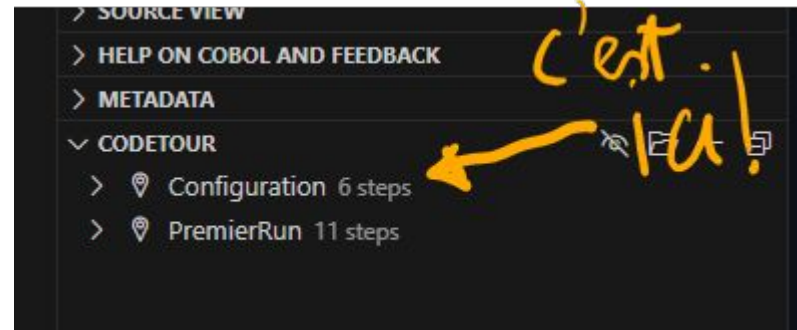 SOURCE VIEW
HELP ON COBOL AND FEEDBACK
c'est
ici!
METADATA
CODETOUR
Configuration 6 steps
PremierRun 11 steps